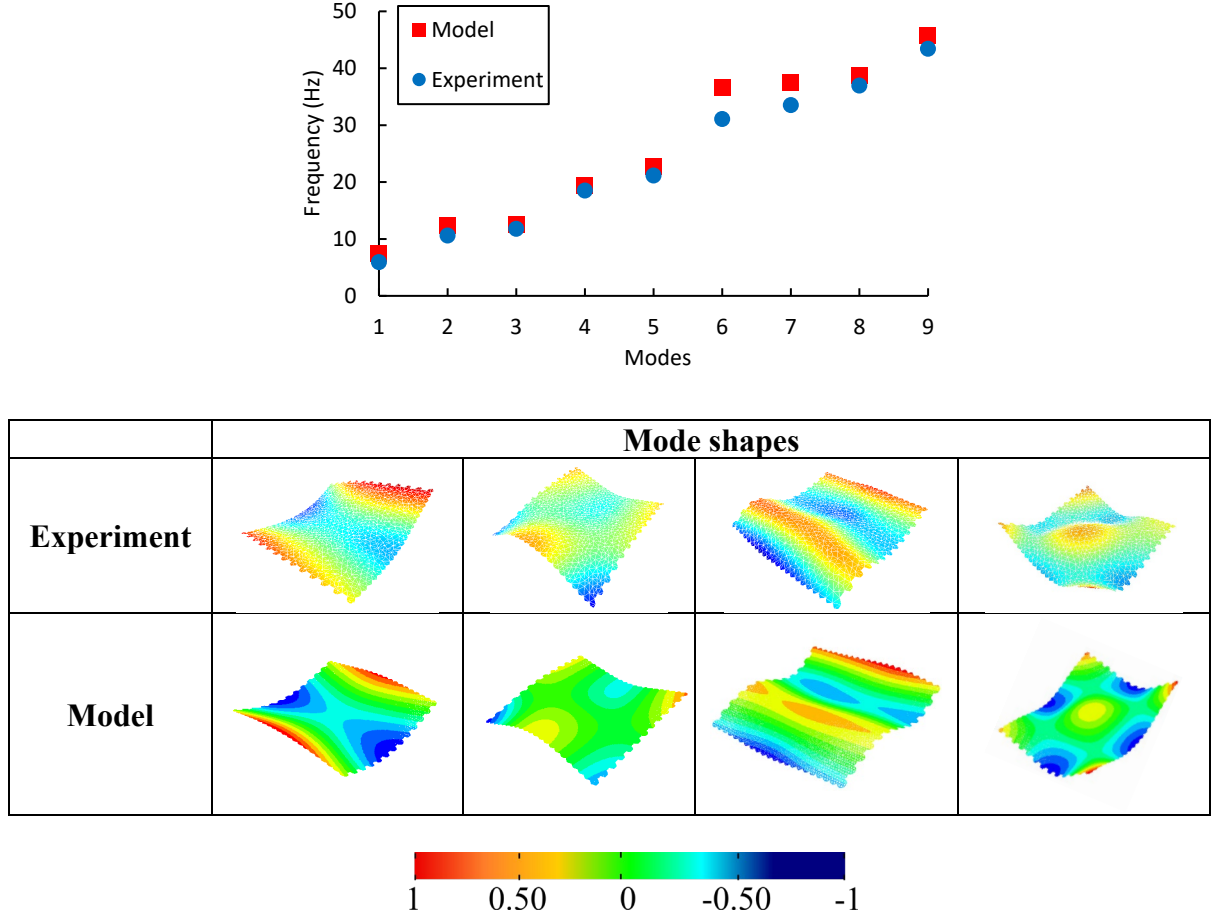 50
40
30
20
10
0
Frequency (Hz)
Model
Experiment
1 2 3 4 5 6 7 8 9
Modes
Mode shapes
Experiment
Model
1 0.50 0 -0.50 -1